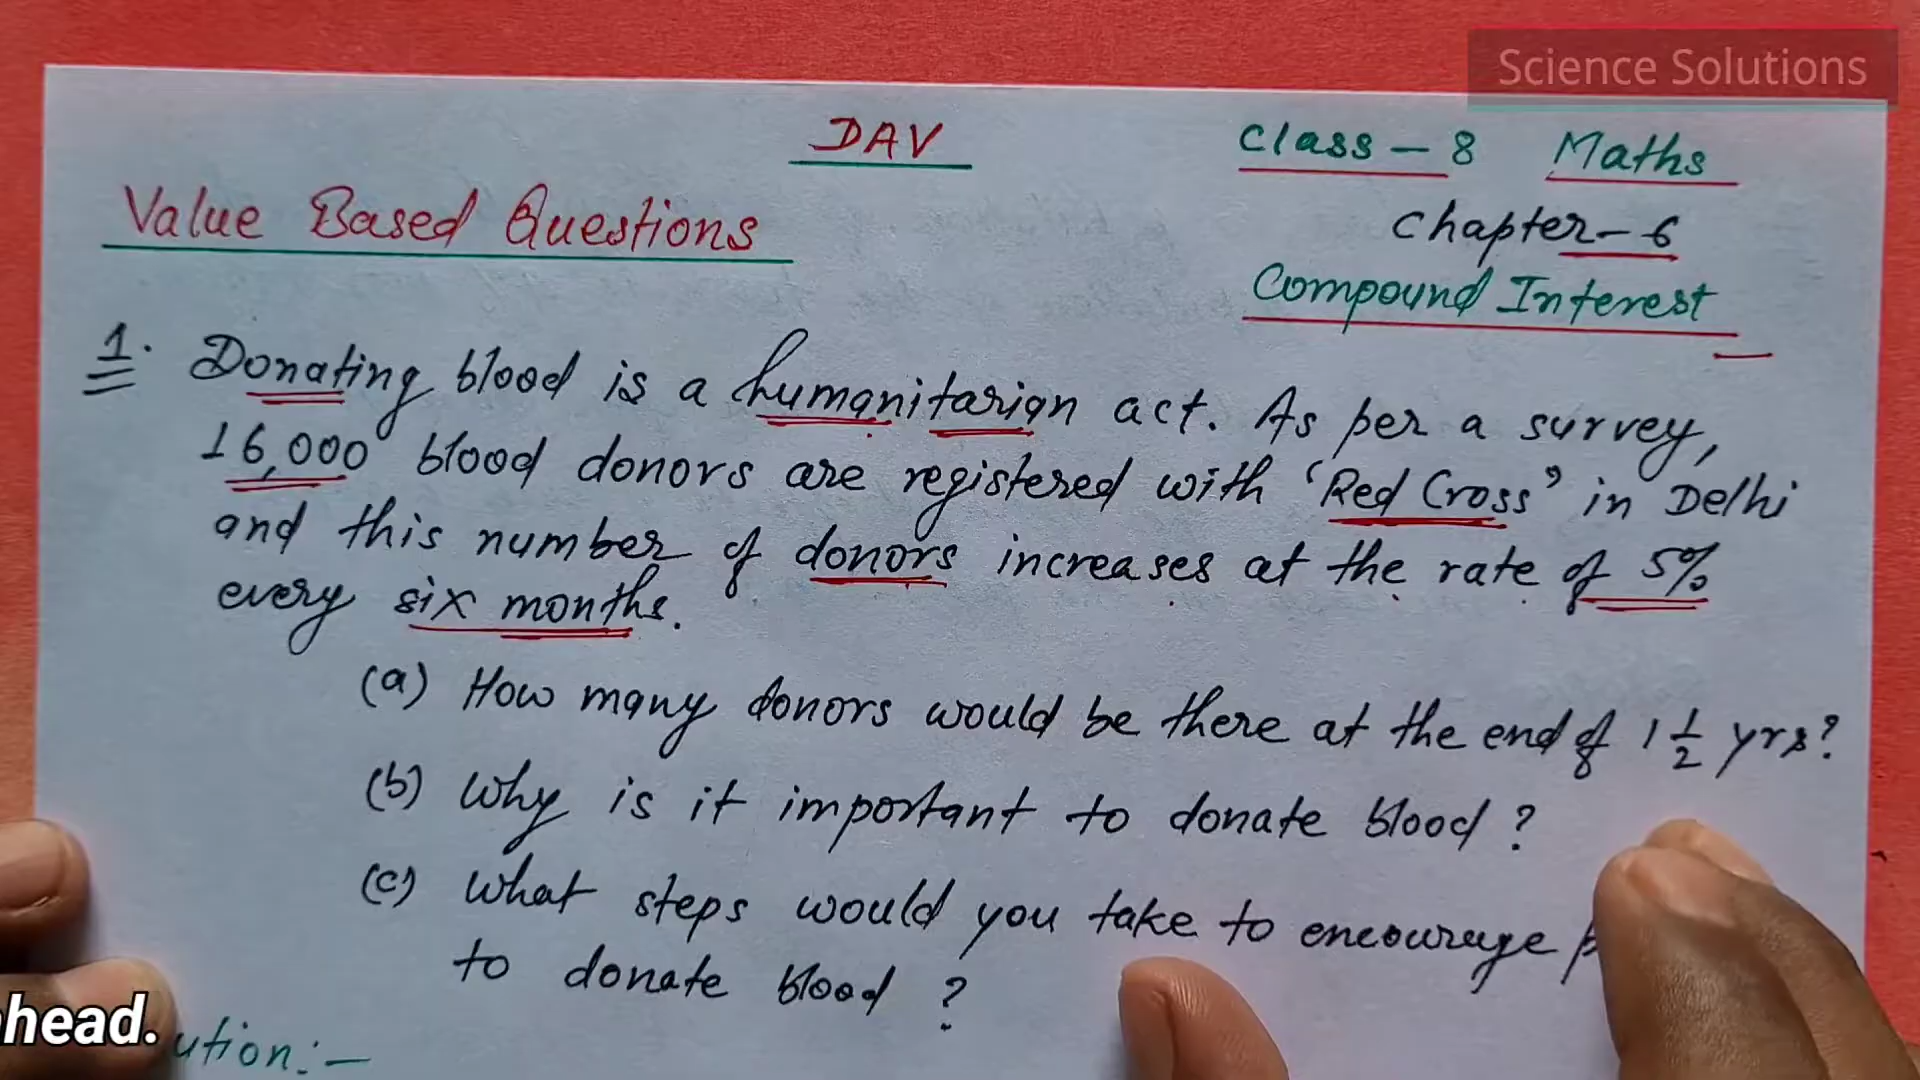 Science Solutions
DAV
Class - 8 Maths
Value Based Questions
Chapter - 6
Compound Interest
1. Donating blood is a humanitarian act. As per a survey,
16,000 blood donors are registered with 'Red Cross' in Delhi
and this number of donors increases at the rate of 5%
every six months.
(a) How many donors would be there at the end of 1 1/2 yrs?
(b) Why is it important to donate blood?
(c) What steps would you take to encourage
to donate blood?
head.
ution:-